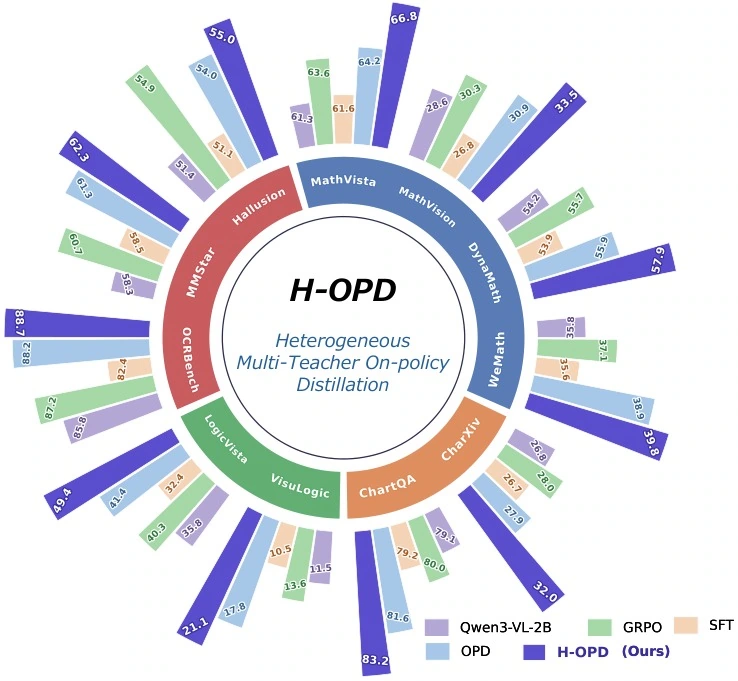 H-OPD
Heterogeneous
Multi-Teacher On-policy
Distillation
MathVista
61.3
63.6
61.6
64.2
66.8
MathVision
28.6
30.3
26.8
30.9
33.5
DynaMath
54.2
55.7
53.9
55.9
57.9
WeMath
35.8
37.1
35.6
38.9
39.8
CharXiv
26.8
28.0
26.7
27.9
32.0
ChartQA
79.1
80.0
79.2
81.6
83.2
VisuLogic
11.5
13.6
10.5
17.8
21.1
LogicVista
35.8
40.3
32.4
41.4
49.4
OCRBench
85.8
87.2
82.4
88.2
88.7
MMStar
58.3
60.7
58.5
61.3
62.3
Hallusion
51.4
54.9
51.1
54.0
55.0
Qwen3-VL-2B
GRPO
SFT
OPD
H-OPD (Ours)